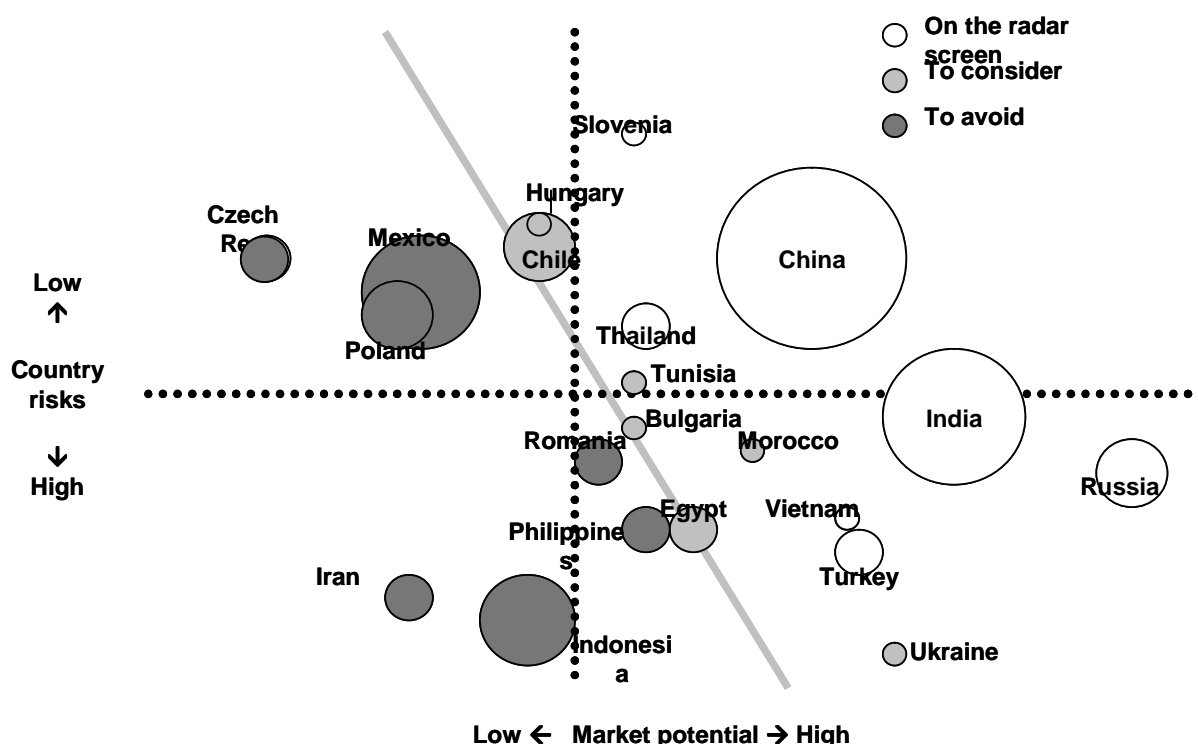 On the radar
screen
To consider
To avoid
Slovenia
Hungary
Czech
Re
Mexico
Chile
China
Low
↑
Thailand
Poland
Country
risks
Tunisia
Bulgaria
India
Romania
Morocco
↓
High
Russia
Egypt
Vietnam
Philippine
s
Iran
Turkey
Indonesi
a
Ukraine
Low ← Market potential → High